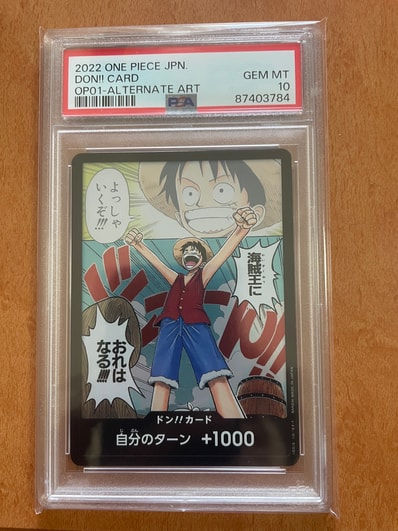 2022 ONE PIECE JPN.
DON!! CARD
GEM MT
OP01-ALTERNATE ART
10
PSA
87403784
よっしゃ
いくぞ!!!
海賊王に
おれは
なる!!!!
ドン!!カード
自分のターン +1000